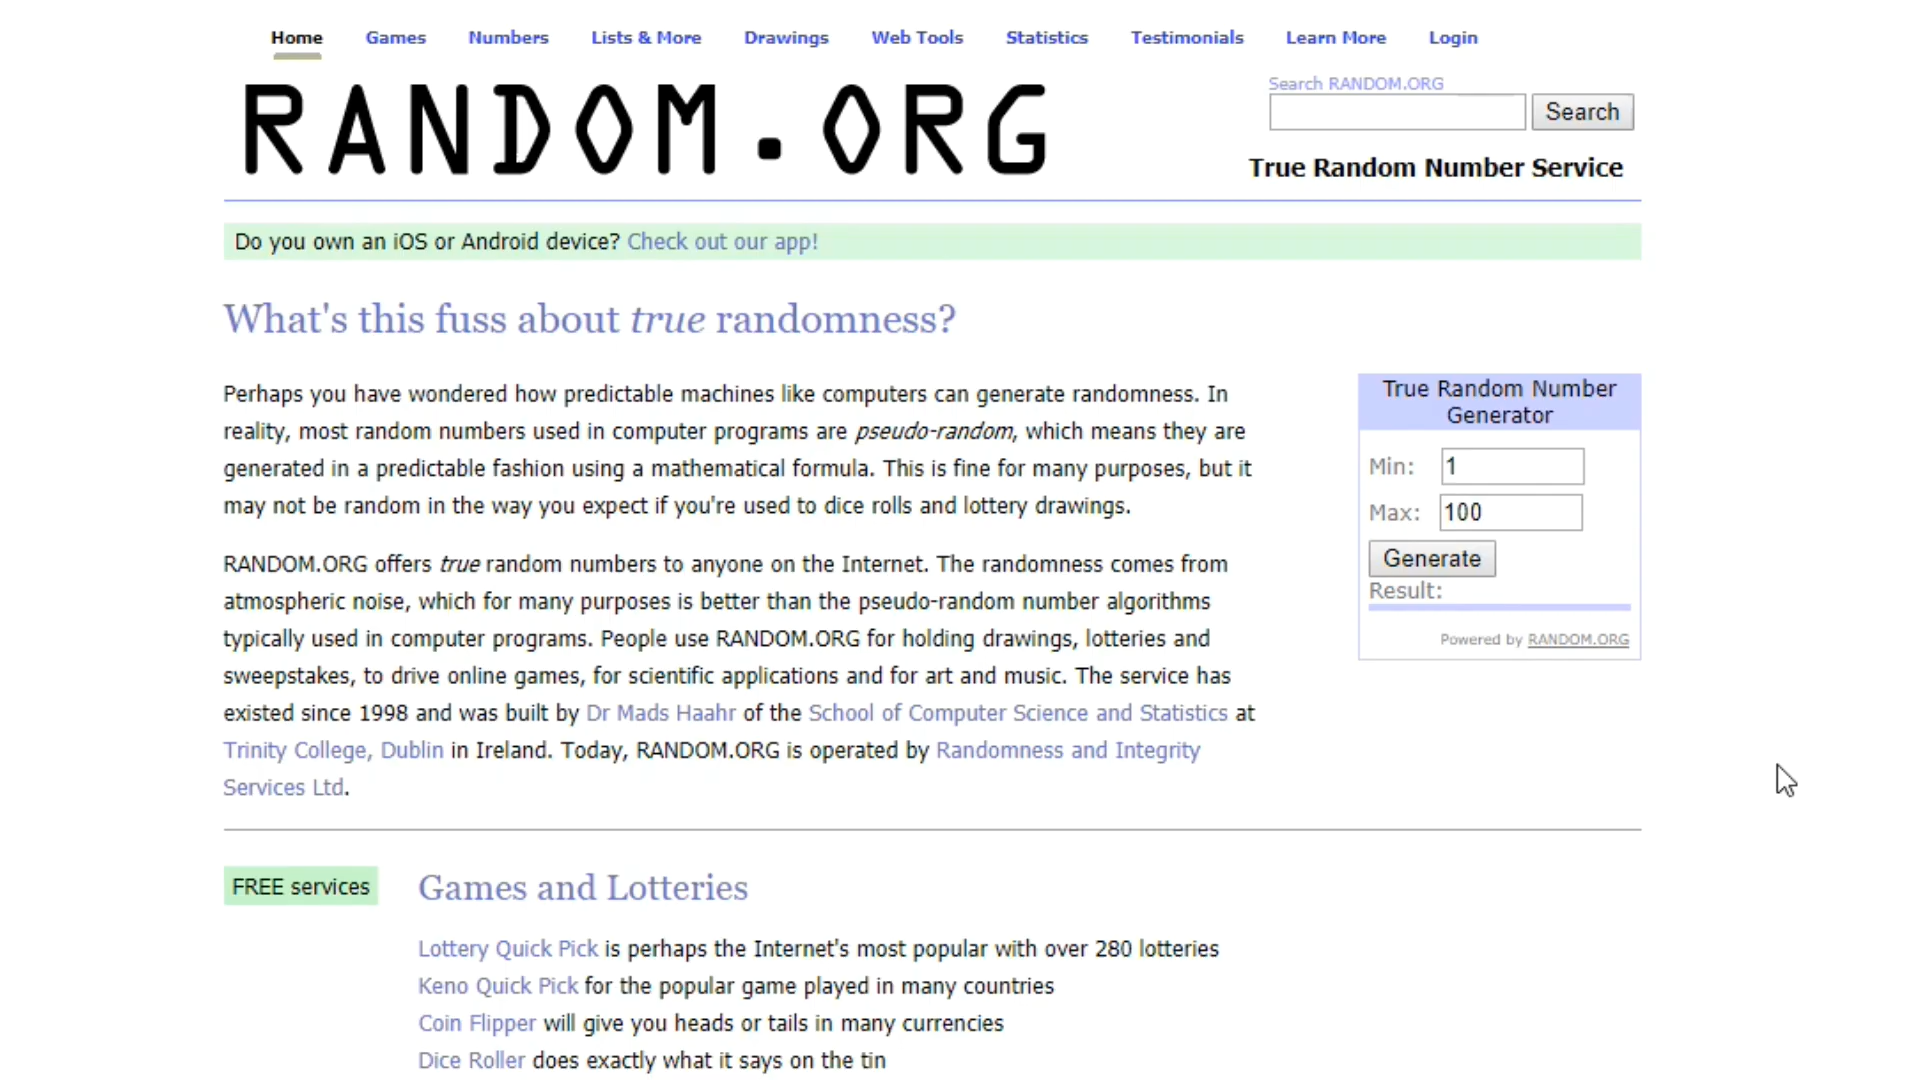 Home Games Numbers Lists & More Drawings Web Tools Statistics Testimonials Learn More Login
RANDOM.ORG
Search RANDOM.ORG
Search
True Random Number Service
Do you own an iOS or Android device? Check out our app!
What's this fuss about true randomness?
Perhaps you have wondered how predictable machines like computers can generate randomness. In
reality, most random numbers used in computer programs are pseudo-random, which means they are
generated in a predictable fashion using a mathematical formula. This is fine for many purposes, but it
may not be random in the way you expect if you're used to dice rolls and lottery drawings.
RANDOM.ORG offers true random numbers to anyone on the Internet. The randomness comes from
atmospheric noise, which for many purposes is better than the pseudo-random number algorithms
typically used in computer programs. People use RANDOM.ORG for holding drawings, lotteries and
sweepstakes, to drive online games, for scientific applications and for art and music. The service has
existed since 1998 and was built by Dr Mads Haahr of the School of Computer Science and Statistics at
Trinity College, Dublin in Ireland. Today, RANDOM.ORG is operated by Randomness and Integrity
Services Ltd.
True Random Number
Generator
Min: 1
Max: 100
Generate
Result:
Powered by RANDOM.ORG
FREE services
Games and Lotteries
Lottery Quick Pick is perhaps the Internet's most popular with over 280 lotteries
Keno Quick Pick for the popular game played in many countries
Coin Flipper will give you heads or tails in many currencies
Dice Roller does exactly what it says on the tin